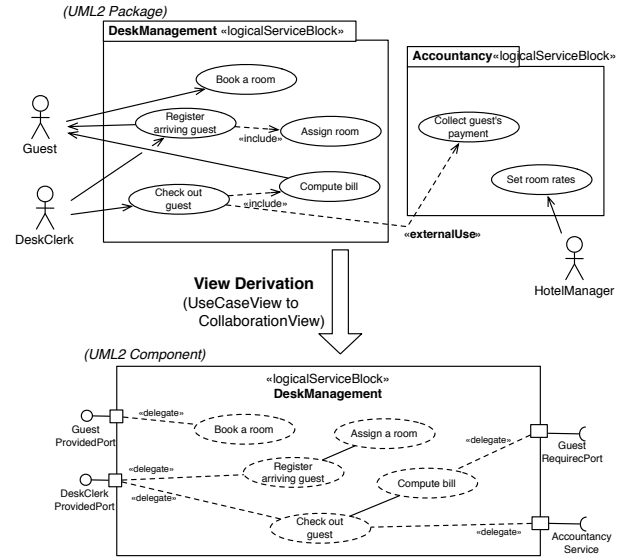 (UML2 Package)
DeskManagement «logicalServiceBlock»
Accountancy«logicalServiceBlock»
Book a room
Register
arriving guest
«include»
Assign room
Collect guest's
payment
Guest
Compute bill
Check out
guest
«include»
Set room rates
DeskClerk
«externalUse»
HotelManager
View Derivation
(UseCaseView to
CollaborationView)
(UML2 Component)
«logicalServiceBlock»
DeskManagement
«delegate»
Guest
ProvidedPort
Book a room
Assign a room
«delegate»
Guest
RequirecPort
«delegate»
Register
arriving guest
Compute bill
DeskClerk
ProvidedPort
«delegate»
Check out
guest
«delegate»
Accountancy
Service